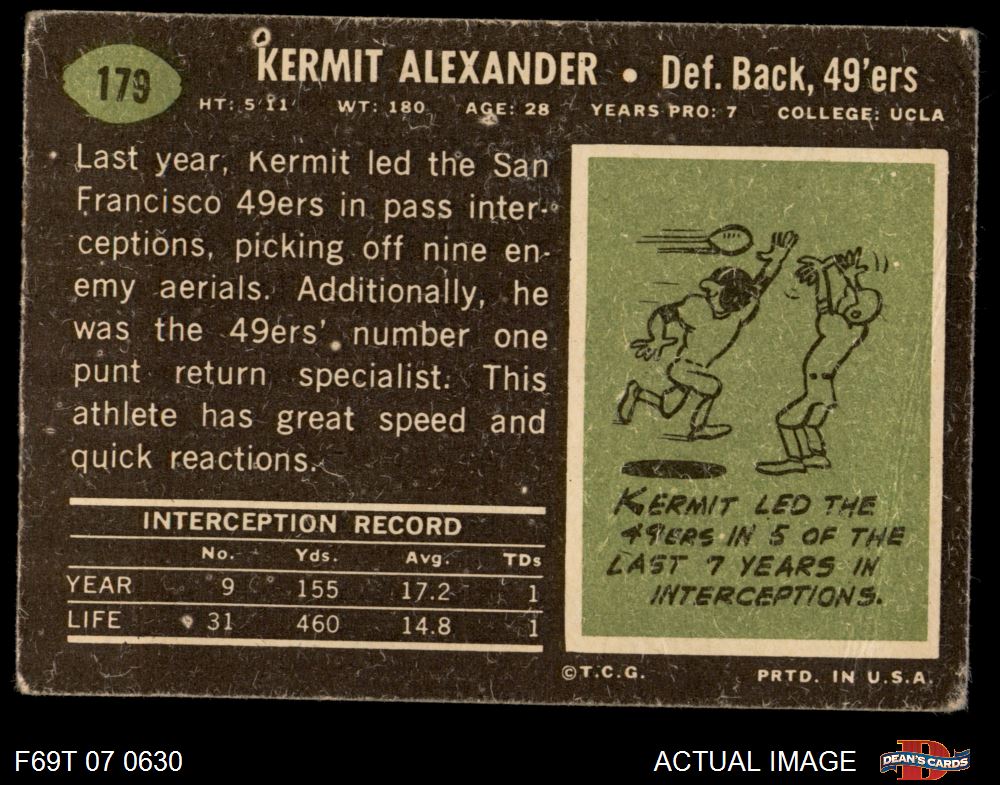 179
KERMIT ALEXANDER • Def. Back, 49'ers
HT: 5'11' WT: 180 AGE: 28 YEARS PRO: 7 COLLEGE: UCLA
Last year, Kermit led the San
Francisco 49ers in pass inter-
ceptions, picking off nine en-
emy aerials. Additionally, he
was the 49ers' number one
punt return specialist. This
athlete has great speed and
quick reactions.
INTERCEPTION RECORD
No. Yds. Avg. TDs
YEAR 9 155 17.2 1
LIFE 31 460 14.8 1
KERMIT LED THE
49ERS IN 5 OF THE
LAST 7 YEARS IN
INTERCEPTIONS.
©T.C.G. PRTD. IN U.S.A.
F69T 07 0630 ACTUAL IMAGE D DEAN'S CARDS